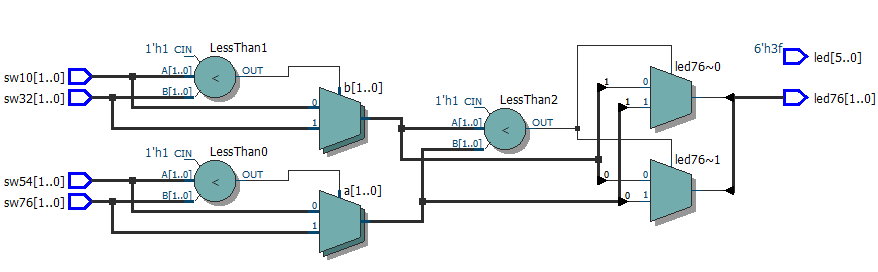 1'h1 CIN LessThan1
sw10[1..0] A[1..0] < OUT
sw32[1..0] B[1..0]
b[1..0]
0
1
1'h1 CIN LessThan0
sw54[1..0] A[1..0] < OUT
sw76[1..0] B[1..0]
a[1..0]
0
1
1'h1 CIN LessThan2
A[1..0] < OUT
B[1..0]
led76~0
1 0
1 1
led76~1
0 0
0 1
6'h3f led[5..0]
led76[1..0]